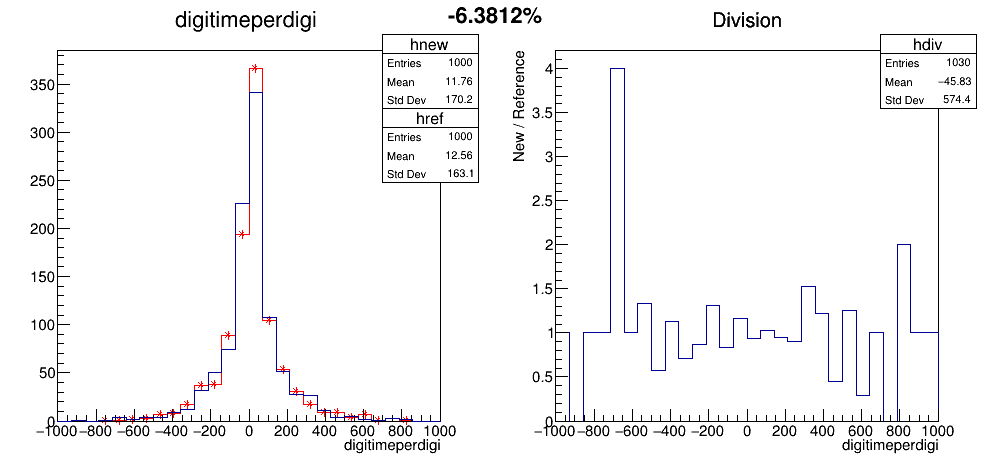 -6.3812%
digitimeperdigi
hnew
Entries 1000
Mean 11.76
Std Dev 170.2
href
Entries 1000
Mean 12.56
Std Dev 163.1
350
300
250
200
150
100
50
0
−1000 −800 −600 −400 −200 0 200 400 600 800 1000
digitimeperdigi
Division
hdiv
Entries 1030
Mean −45.83
Std Dev 574.4
New / Reference
4
3.5
3
2.5
2
1.5
1
0.5
0
−1000 −800 −600 −400 −200 0 200 400 600 800 1000
digitimeperdigi